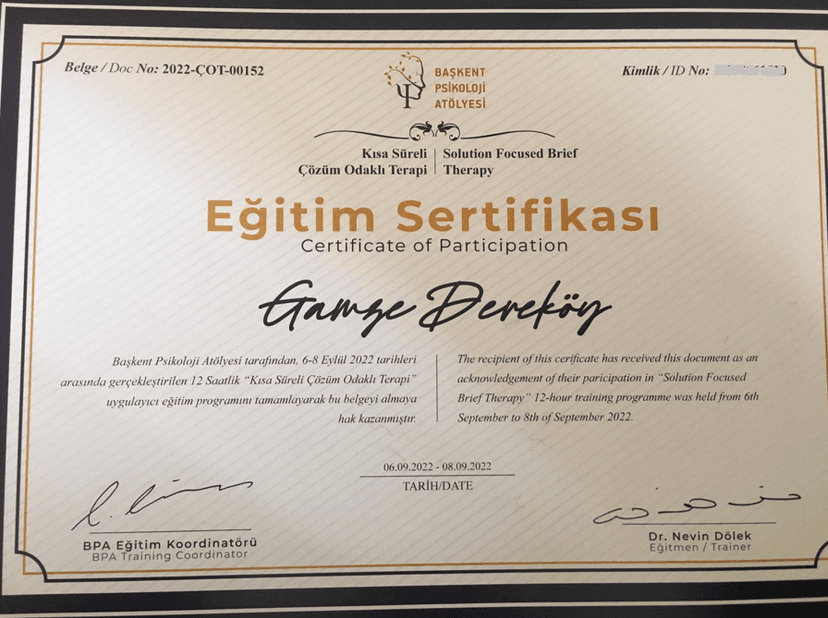 Belge / Doc No: 2022-ÇOT-00152
Kimlik / ID No:
BAŞKENT
PSİKOLOJİ
ATÖLYESİ
Kısa Süreli
Çözüm Odaklı Terapi
Solution Focused Brief
Therapy
Eğitim Sertifikası
Certificate of Participation
Gamze Dereköy
Başkent Psikoloji Atölyesi tarafından, 6-8 Eylül 2022 tarihleri
arasında gerçekleştirilen 12 Saatlik “Kısa Süreli Çözüm Odaklı Terapi”
uygulayıcı eğitim programını tamamlayarak bu belgeyi almaya
hak kazanmıştır.
The recipient of this cerificate has received this document as an
acknowledgement of their paricipation in “Solution Focused
Brief Therapy” 12-hour training programme was held from 6th
September to 8th of September 2022.
06.09.2022 - 08.09.2022
TARİH/DATE
BPA Eğitim Koordinatörü
BPA Training Coordinator
Dr. Nevin Dölek
Eğitmen / Trainer